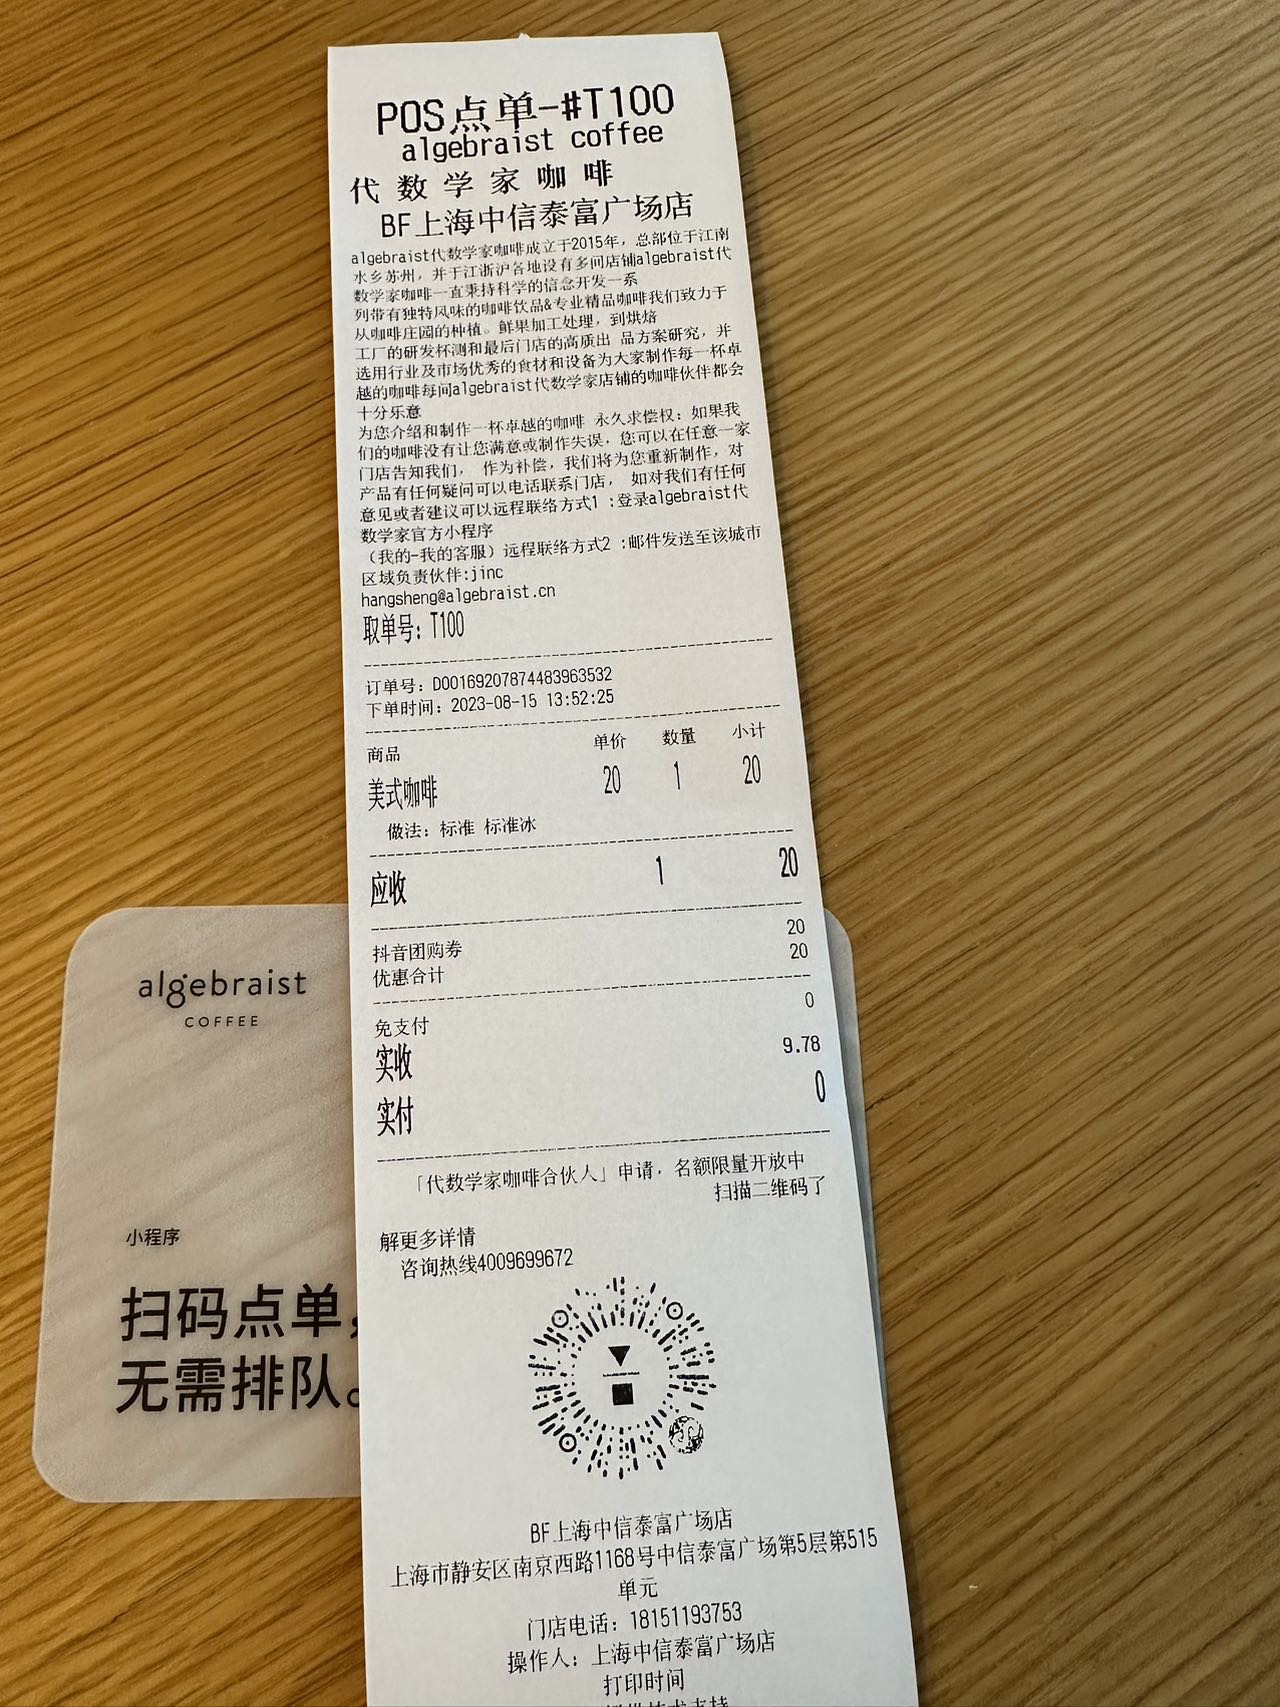 POS点单-#T100
algebraist coffee
代数学家咖啡
BF上海中信泰富广场店
algebraist代数学家咖啡成立于2015年，总部位于江南
水乡苏州，并于江浙沪各地设有多间店铺algebraist代
数学家咖啡一直秉持科学的信念开发一系
列带有独特风味的咖啡饮品&专业精品咖啡我们致力于
从咖啡庄园的种植。鲜果加工处理，到烘焙
工厂的研发杯测和最后门店的高质出 品方案研究，并
选用行业及市场优秀的食材和设备为大家制作每一杯卓
越的咖啡每间algebraist代数学家店铺的咖啡伙伴都会
十分乐意
为您介绍和制作一杯卓越的咖啡 永久求偿权：如果我
们的咖啡没有让您满意或制作失误，您可以在任意一家
门店告知我们， 作为补偿，我们将为您重新制作，对
产品有任何疑问可以电话联系门店， 如对我们有任何
意见或者建议可以远程联络方式1 :登录algebraist代
数学家官方小程序
（我的-我的客服）远程联络方式2 :邮件发送至该城市
区域负责伙伴:jinc
hangsheng@algebraist.cn
取单号: T100
订单号: D00169207874483963532
下单时间: 2023-08-15 13:52:25
商品 单价 数量 小计
美式咖啡 20 1 20
做法: 标准 标准冰
应收 1 20
抖音团购券 20
优惠合计 20
免支付 0
实收 9.78
实付 0
「代数学家咖啡合伙人」申请，名额限量开放中
扫描二维码了
解更多详情
咨询热线4009699672
BF上海中信泰富广场店
上海市静安区南京西路1168号中信泰富广场第5层第515
单元
门店电话: 18151193753
操作人: 上海中信泰富广场店
打印时间
algebraist
COFFEE
小程序
扫码点单，
无需排队。